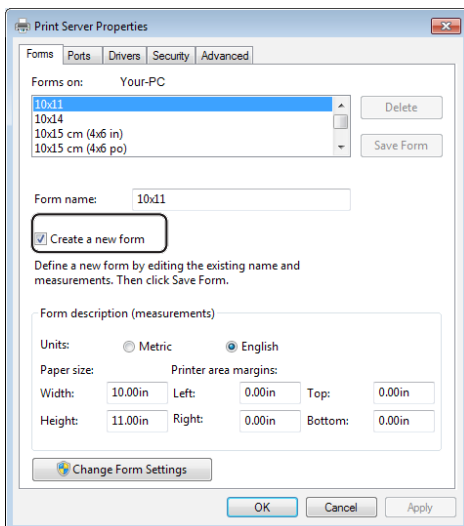 Print Server Properties
Forms Ports Drivers Security Advanced
Forms on: Your-PC
10x11
10x14
10x15 cm (4x6 in)
10x15 cm (4x6 po)
Delete
Save Form
Form name: 10x11
Create a new form
Define a new form by editing the existing name and
measurements. Then click Save Form.
Form description (measurements)
Units: Metric English
Paper size: Printer area margins:
Width: 10.00in Left: 0.00in Top: 0.00in
Height: 11.00in Right: 0.00in Bottom: 0.00in
Change Form Settings
OK Cancel Apply